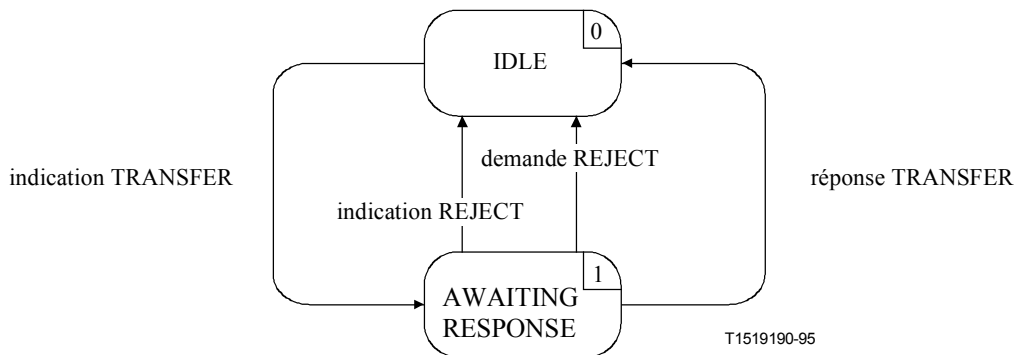 0
IDLE
demande REJECT
indication TRANSFER
réponse TRANSFER
indication REJECT
1
AWAITING
RESPONSE
T1519190-95